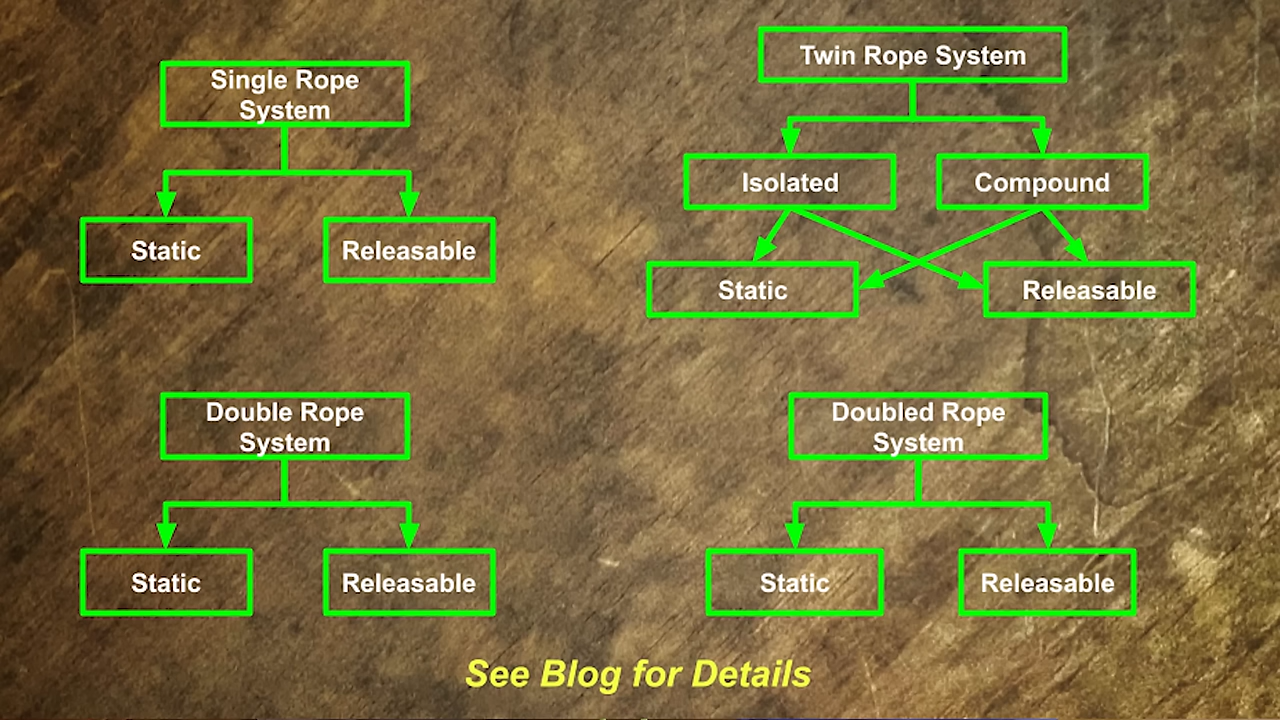 Single Rope
System
Static
Releasable
Twin Rope System
Isolated
Compound
Static
Releasable
Double Rope
System
Static
Releasable
Doubled Rope
System
Static
Releasable
See Blog for Details